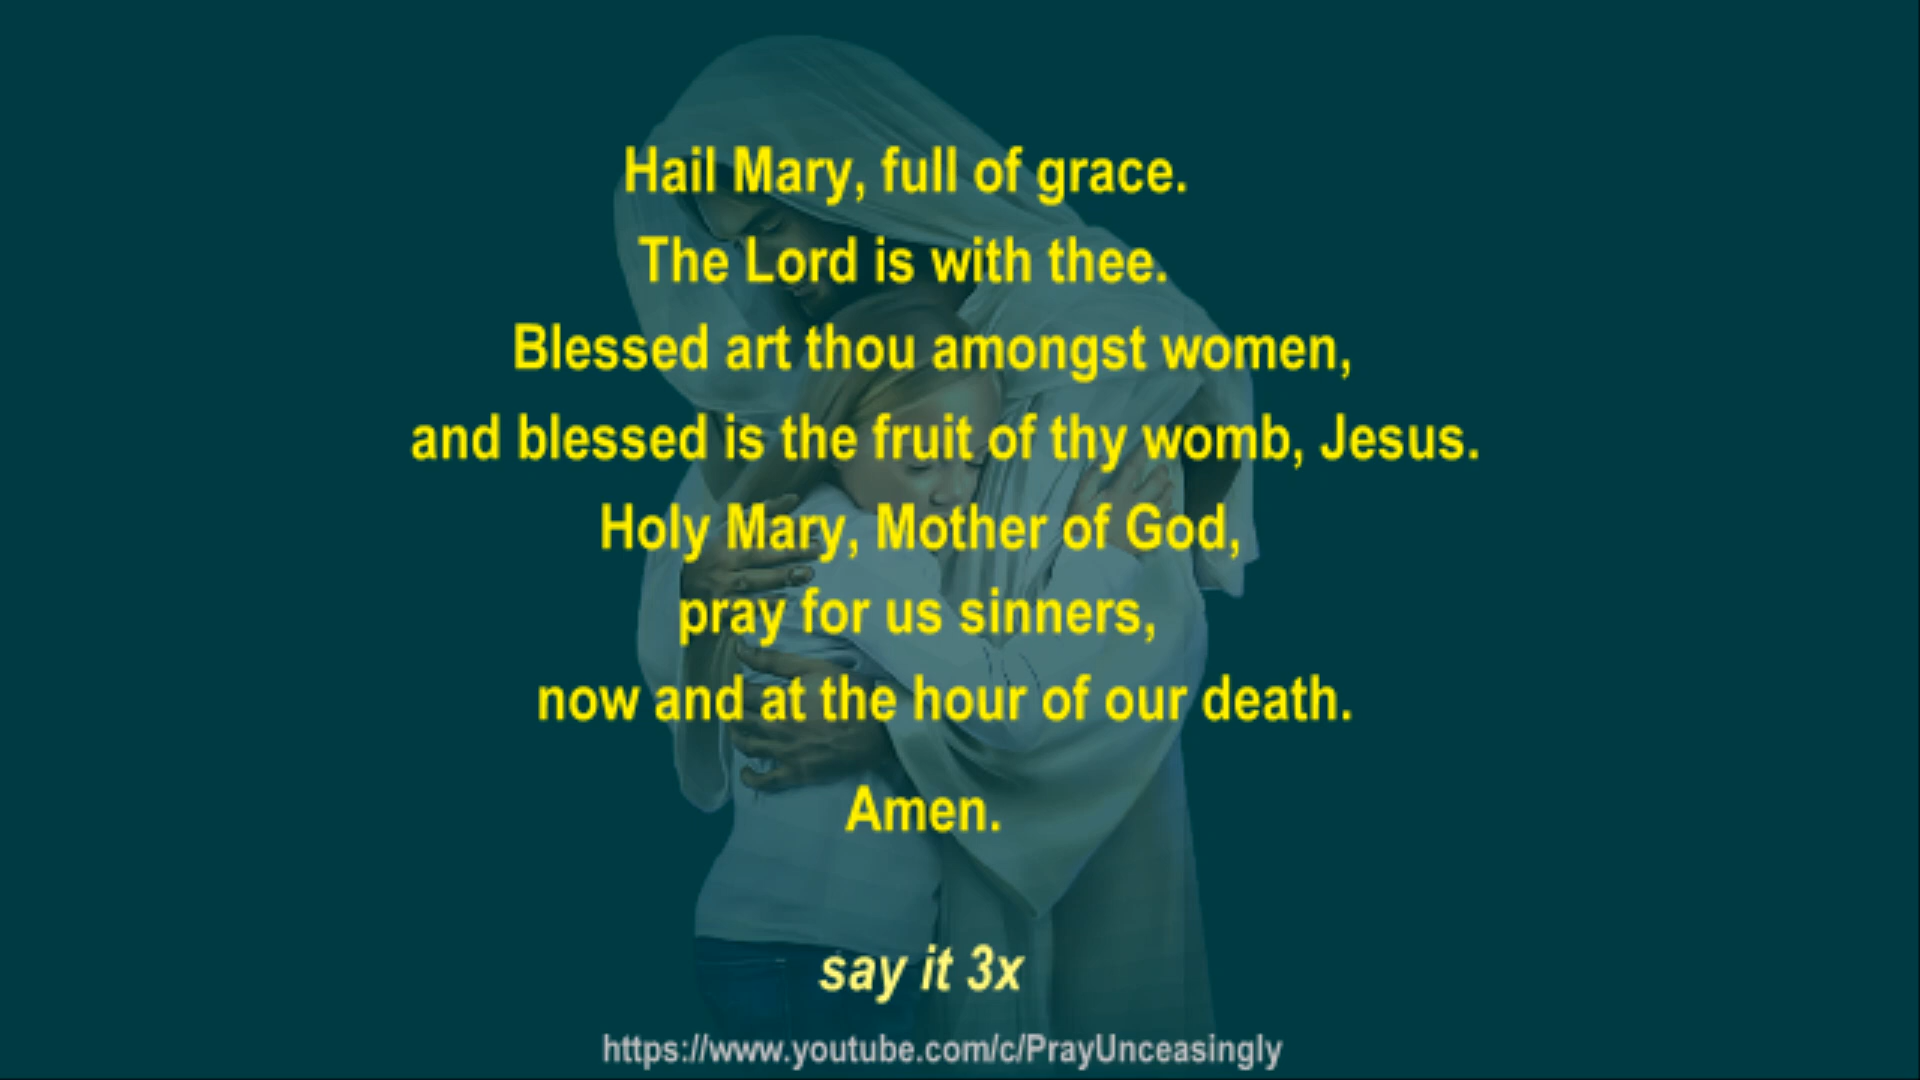 Hail Mary, full of grace.
The Lord is with thee.
Blessed art thou amongst women,
and blessed is the fruit of thy womb, Jesus.
Holy Mary, Mother of God,
pray for us sinners,
now and at the hour of our death.
Amen.
say it 3x
https://www.youtube.com/c/PrayUnceasingly